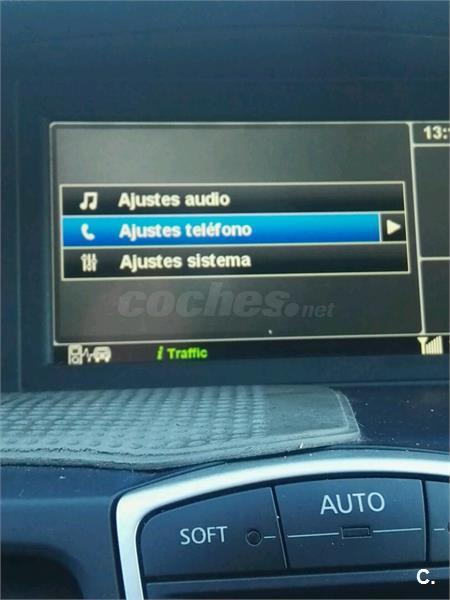 13:
Ajustes audio
Ajustes teléfono
Ajustes sistema
coches.net
i Traffic
SOFT
AUTO
C.